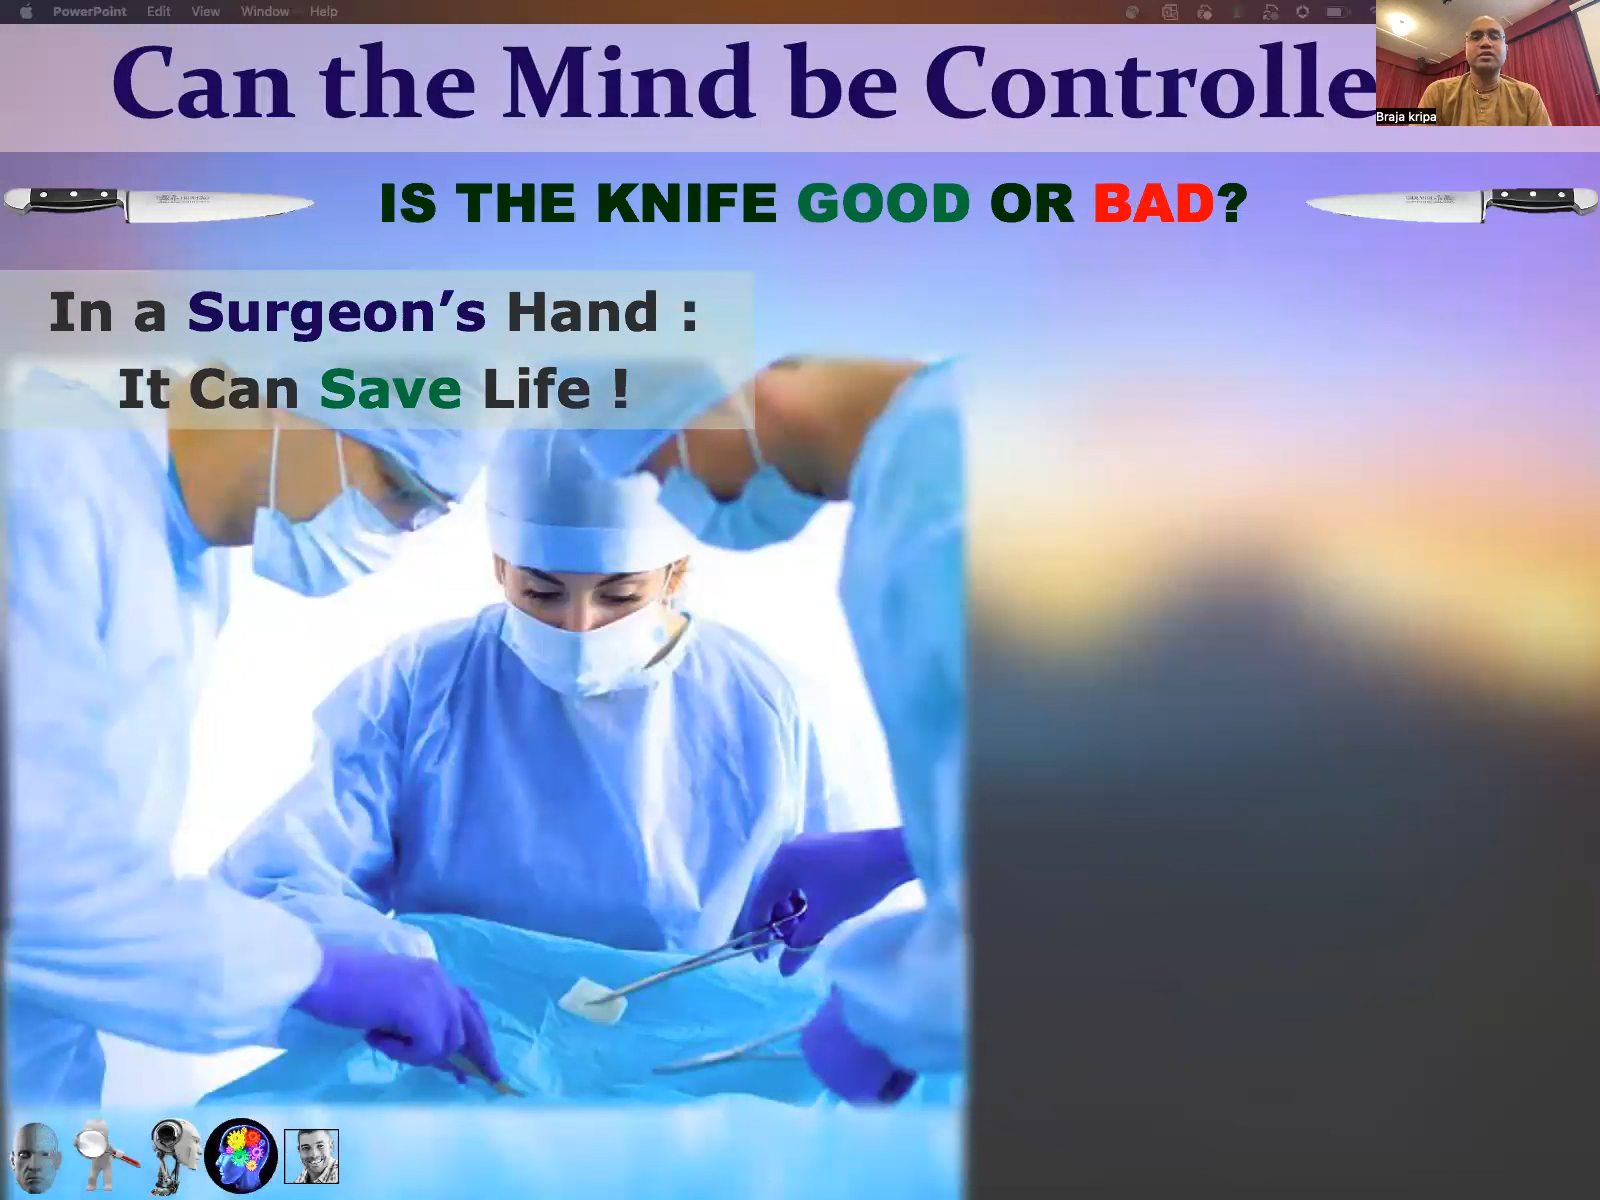 PowerPoint Edit View Window Help
Can the Mind be Controlle
Braja kripa
IS THE KNIFE GOOD OR BAD?
In a Surgeon’s Hand :
It Can Save Life !